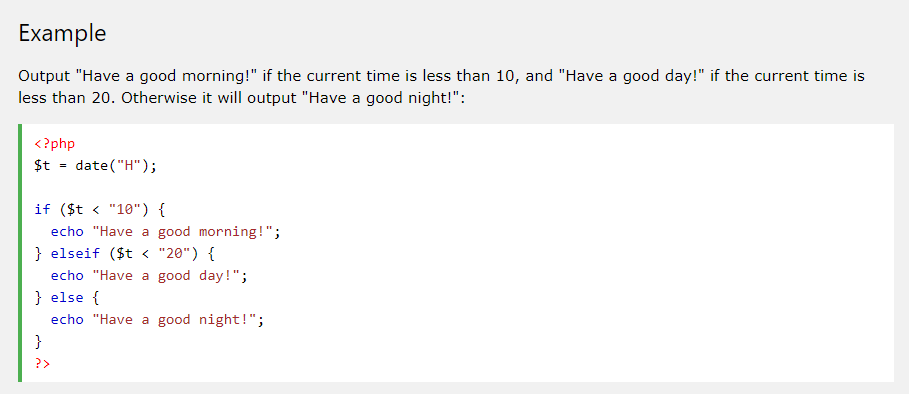 Example
Output "Have a good morning!" if the current time is less than 10, and "Have a good day!" if the current time is
less than 20. Otherwise it will output "Have a good night!":
<?php
$t = date("H");

if ($t < "10") {
  echo "Have a good morning!";
} elseif ($t < "20") {
  echo "Have a good day!";
} else {
  echo "Have a good night!";
}
?>